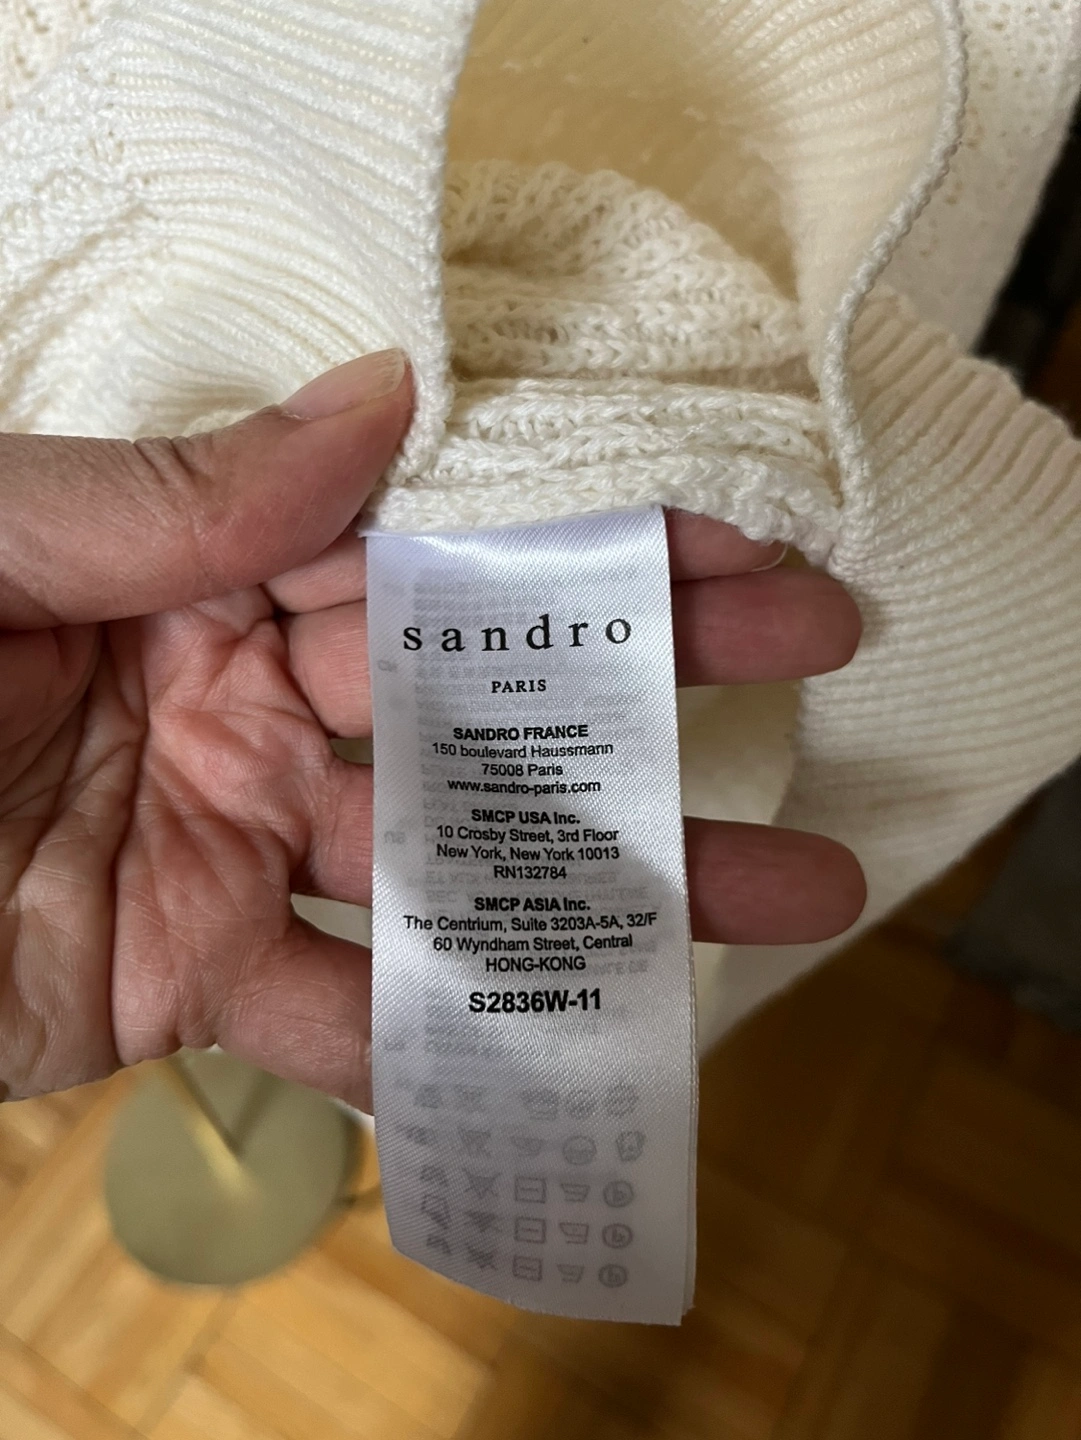 sandro
PARIS
SANDRO FRANCE
150 boulevard Haussmann
75008 Paris
www.sandro-paris.com
SMCP USA Inc.
10 Crosby Street, 3rd Floor
New York, New York 10013
RN132784
SMCP ASIA Inc.
The Centrium, Suite 3203A-5A, 32/F
60 Wyndham Street, Central
HONG-KONG
S2836W-11